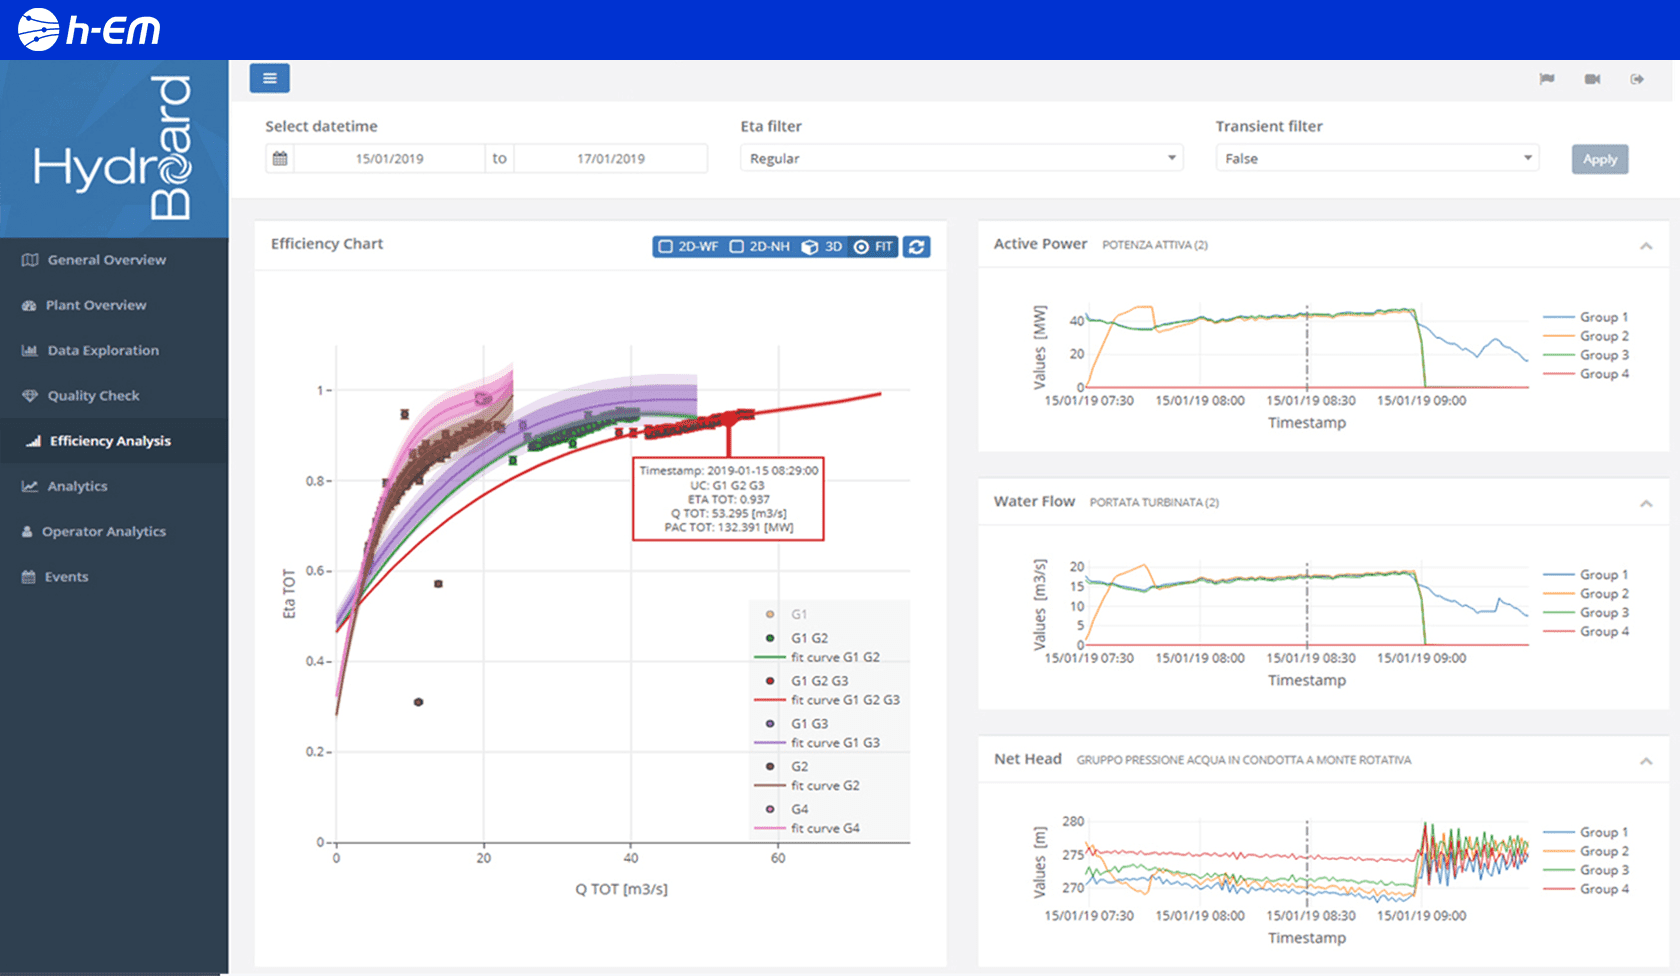 h-Em
HydroBoard
General Overview
Plant Overview
Data Exploration
Quality Check
Efficiency Analysis
Analytics
Operator Analytics
Events
Select datetime
15/01/2019 to 17/01/2019
Eta filter
Regular
Transient filter
False
Apply
Efficiency Chart
2D-WF 2D-NH 3D FIT
1
0.8
0.6
0.4
0.2
0
Eta TOT
0 20 40 60
Q TOT [m3/s]
Timestamp: 2019-01-15 08:29:00
UC: G1 G2 G3
ETA TOT: 0.937
Q TOT: 53.295 [m3/s]
PAC TOT: 132.391 [MW]
G1
G1 G2
fit curve G1 G2
G1 G2 G3
fit curve G1 G2 G3
G1 G3
fit curve G1 G3
G2
fit curve G2
G4
fit curve G4
Active Power POTENZA ATTIVA (2)
Values [MW]
40
20
0
15/01/19 07:30 15/01/19 08:00 15/01/19 08:30 15/01/19 09:00
Timestamp
Group 1
Group 2
Group 3
Group 4
Water Flow PORTATA TURBINATA (2)
Values [m3/s]
20
15
10
5
0
15/01/19 07:30 15/01/19 08:00 15/01/19 08:30 15/01/19 09:00
Timestamp
Group 1
Group 2
Group 3
Group 4
Net Head GRUPPO PRESSIONE ACQUA IN CONDOTTA A MONTE ROTATIVA
Values [m]
280
275
270
15/01/19 07:30 15/01/19 08:00 15/01/19 08:30 15/01/19 09:00
Timestamp
Group 1
Group 2
Group 3
Group 4